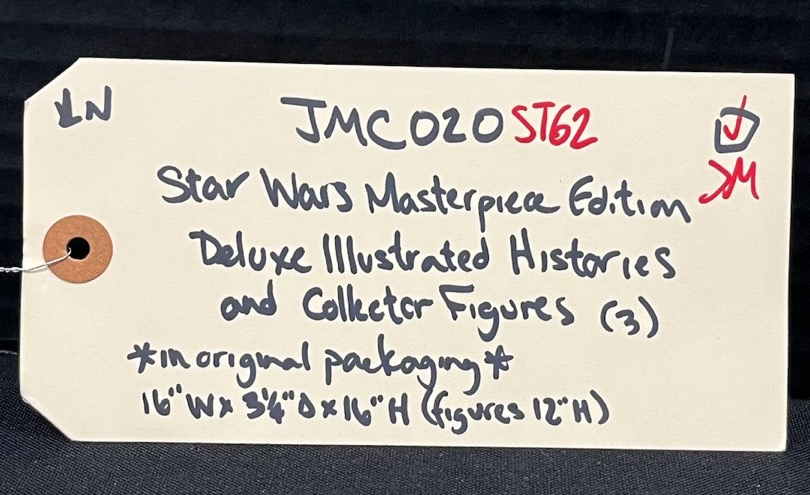 LN
JMC020 ST62
JM
Star Wars Masterpiece Edition
Deluxe Illustrated Histories
and Collector Figures (3)
*in original packaging*
16"W x 3¼"D x 16"H (figures 12"H)